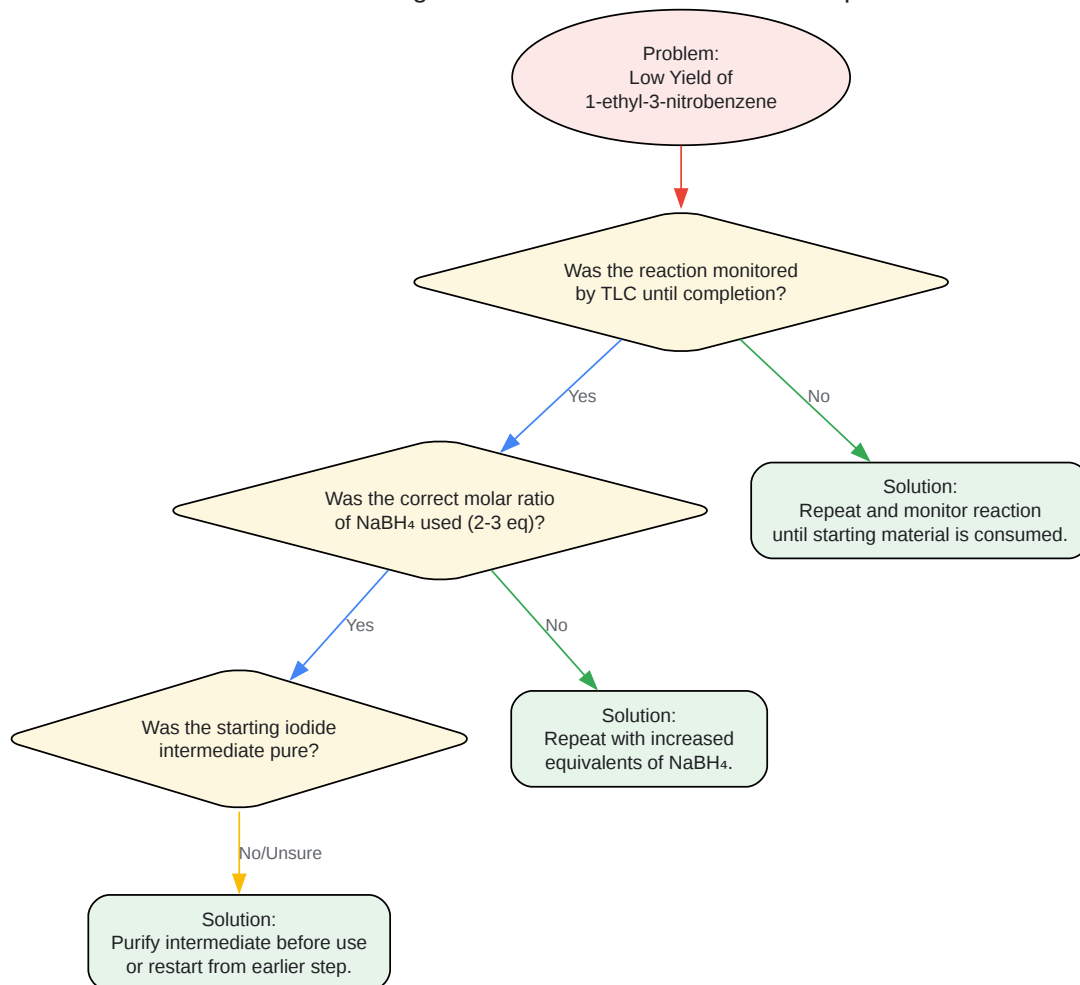 Problem:
Low Yield of
1-ethyl-3-nitrobenzene
Was the reaction monitored
by TLC until completion?
Yes
No
Was the correct molar ratio
of NaBH₄ used (2-3 eq)?
Solution:
Repeat and monitor reaction
until starting material is consumed.
Yes
No
Was the starting iodide
intermediate pure?
Solution:
Repeat with increased
equivalents of NaBH₄.
No/Unsure
Solution:
Purify intermediate before use
or restart from earlier step.